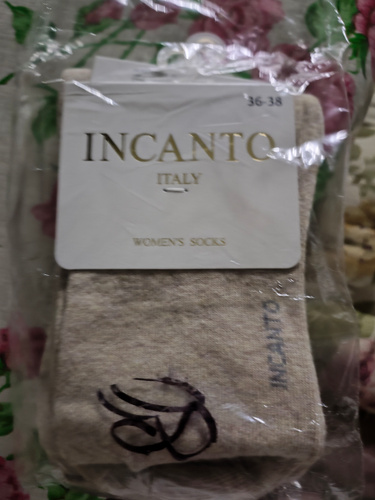 36-38
INCANTO
ITALY
WOMEN'S SOCKS
INCANTO